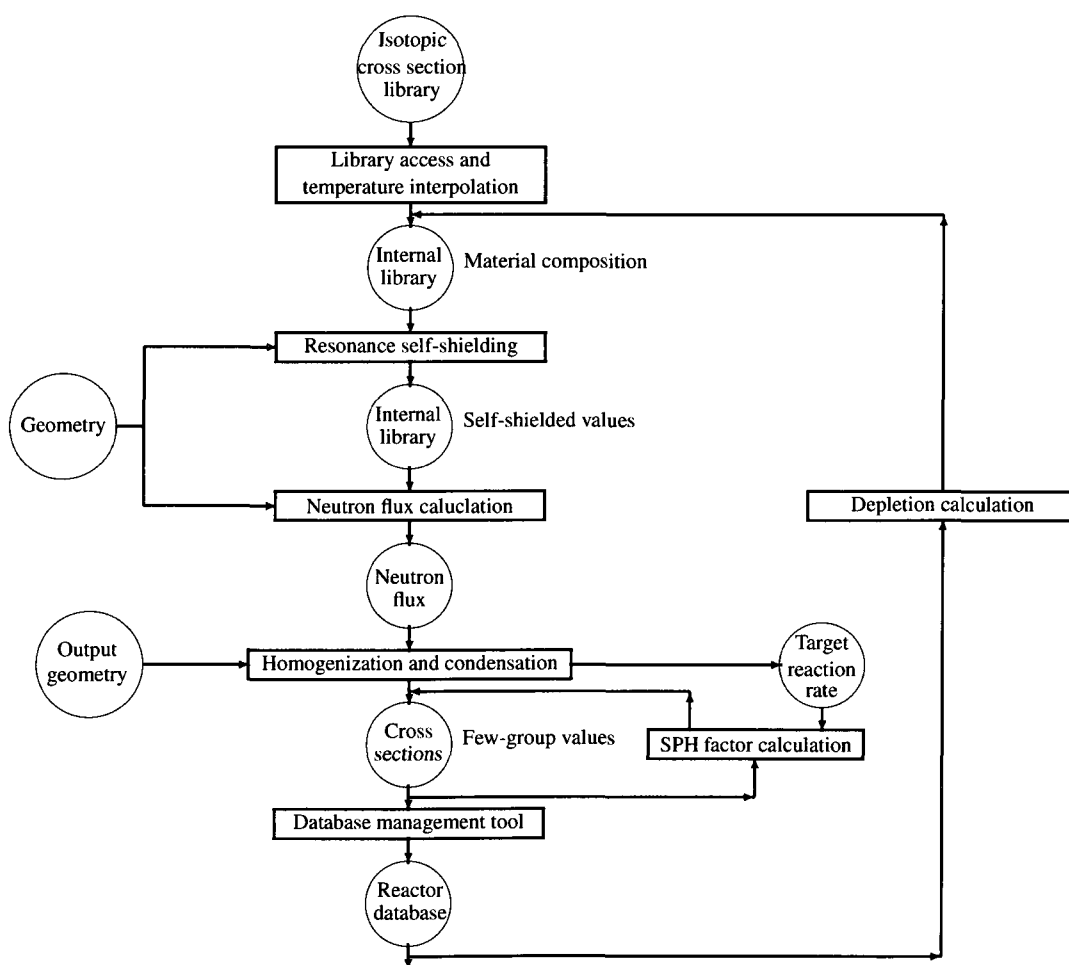 Isotopic
cross section
library
Library access and
temperature interpolation
Internal
library
Material composition
Resonance self-shielding
Geometry
Internal
library
Self-shielded values
Neutron flux caluclation
Depletion calculation
Neutron
flux
Output
geometry
Homogenization and condensation
Target
reaction
rate
Cross
sections
Few-group values
SPH factor calculation
Database management tool
Reactor
database